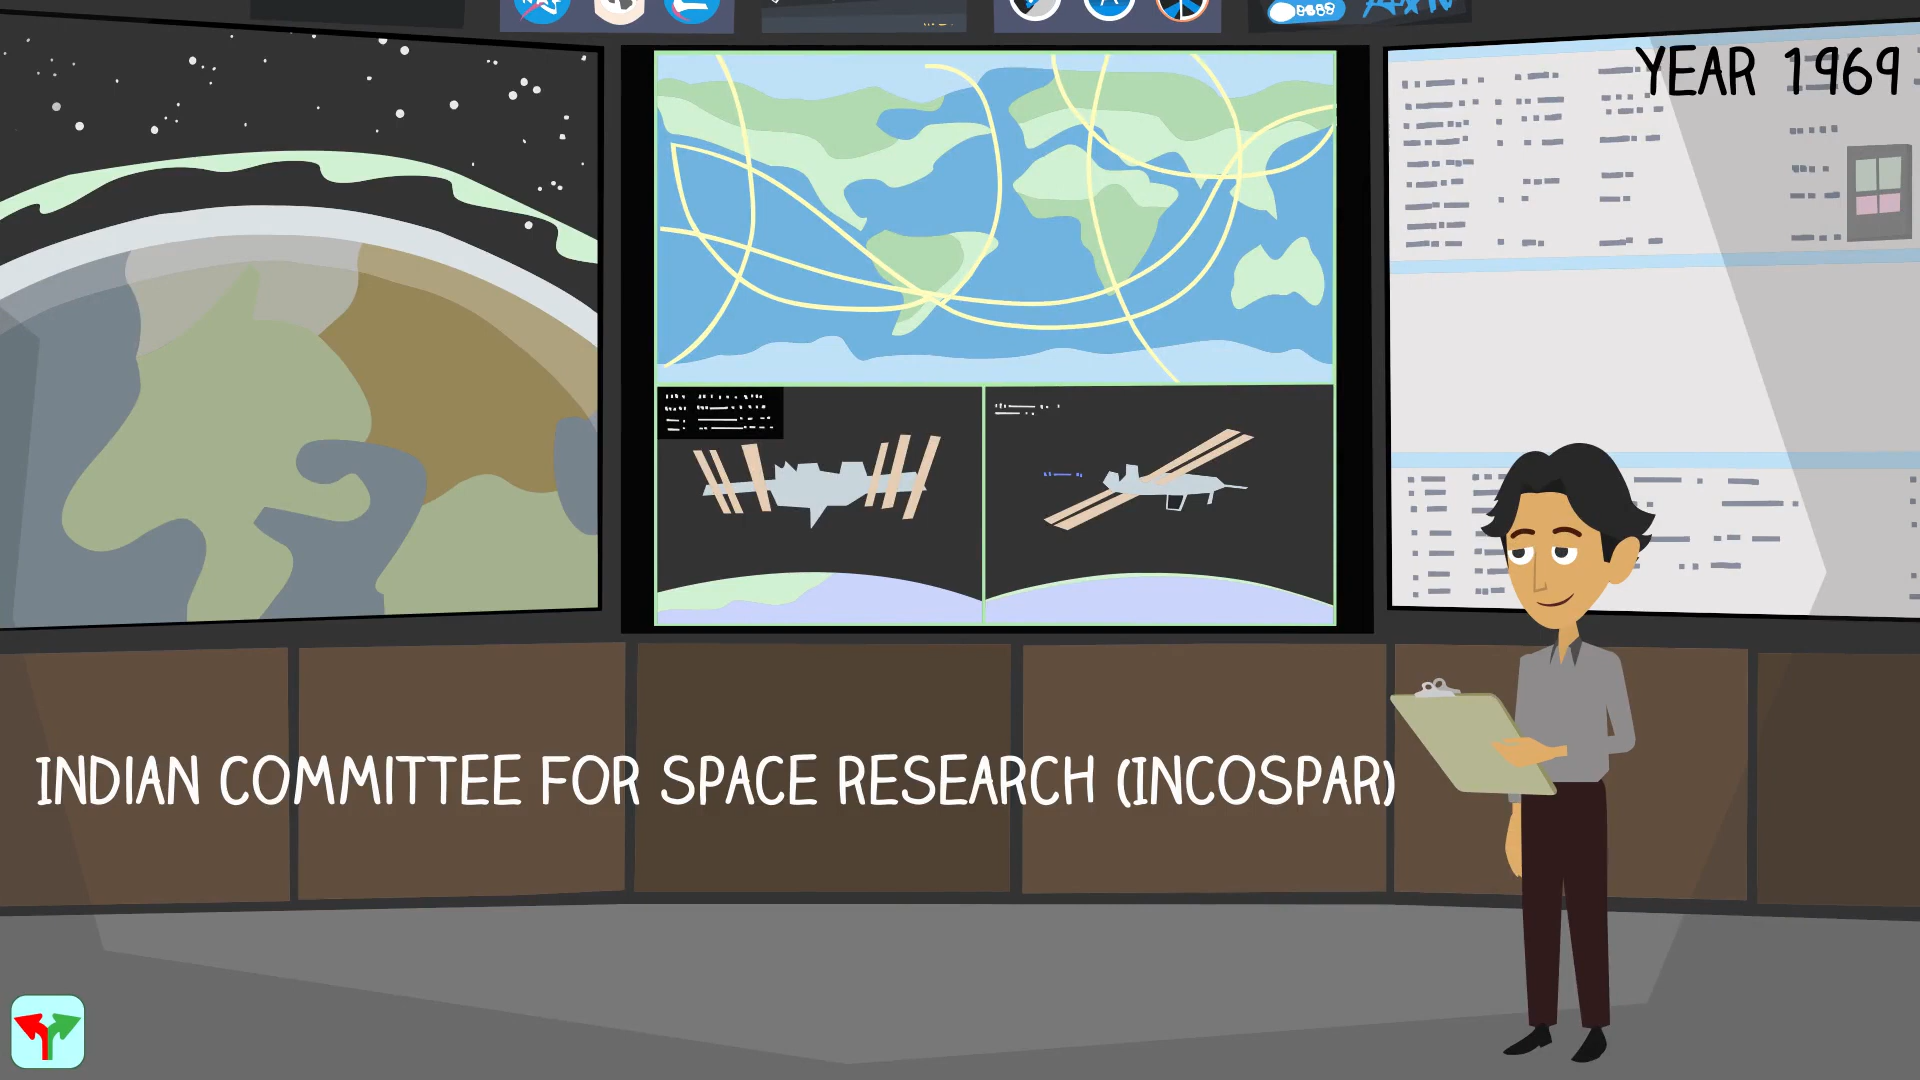 YEAR 1969
INDIAN COMMITTEE FOR SPACE RESEARCH (INCOSPAR)